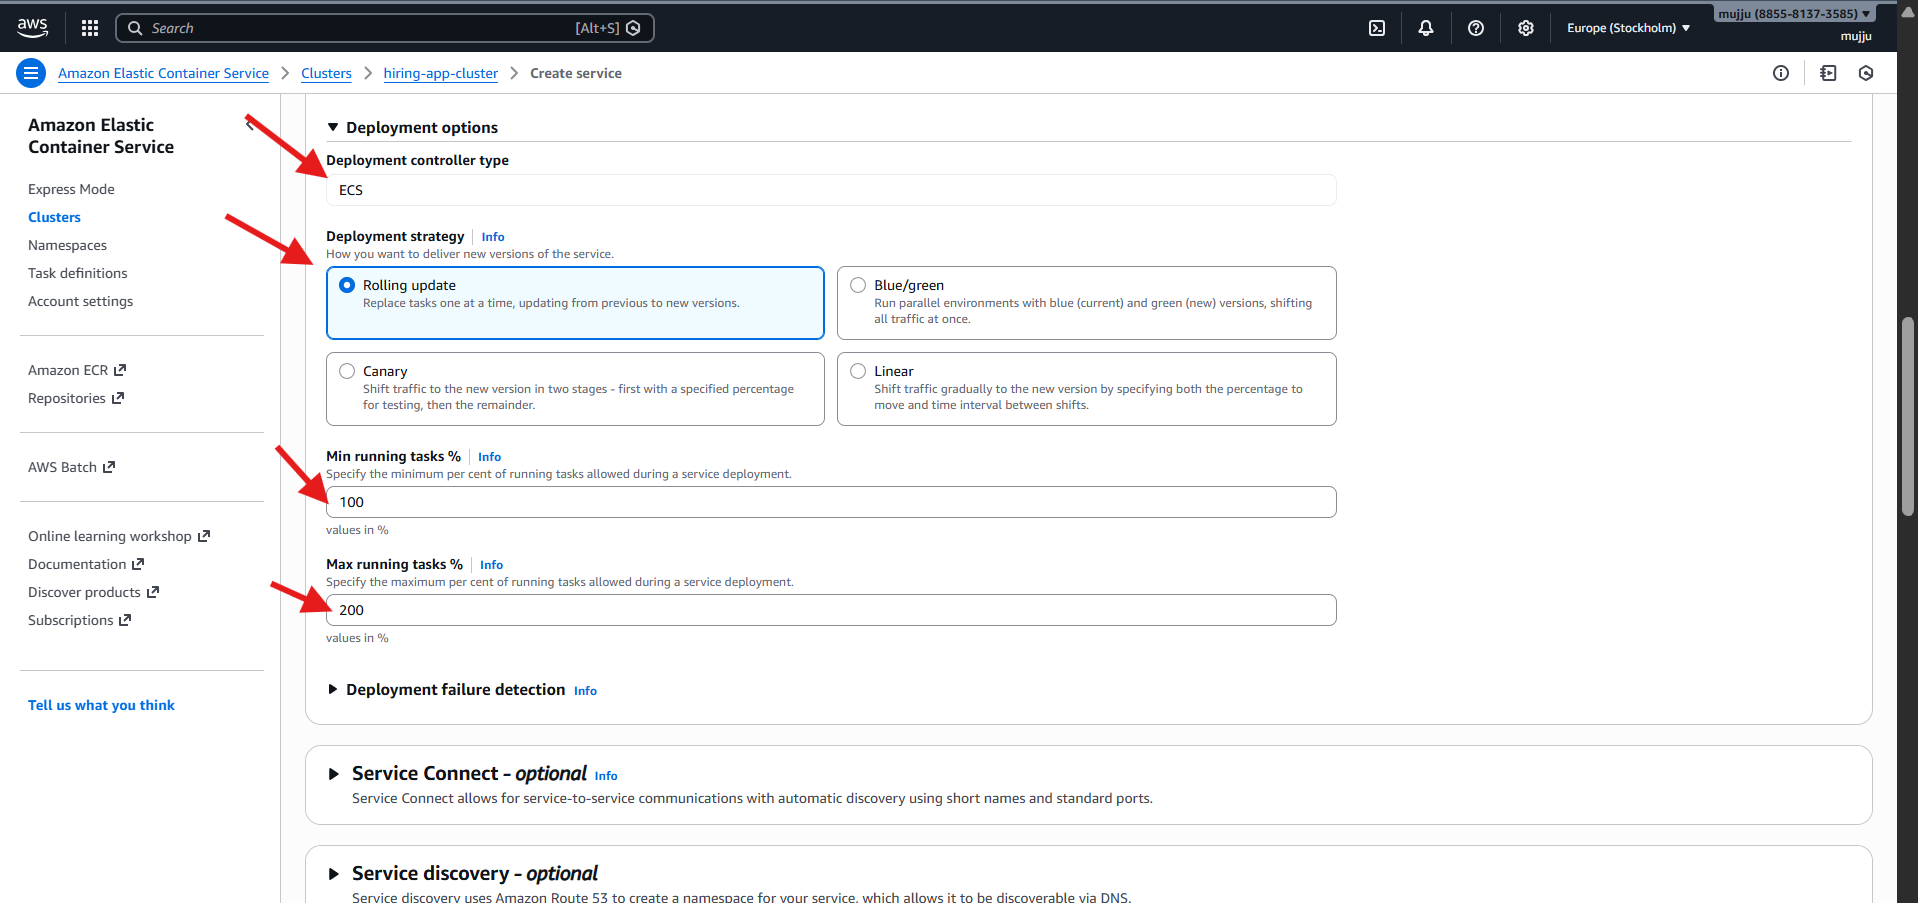 aws
Search
[Alt+S]
Europe (Stockholm)
mujju (8855-8137-3585)
mujju
Amazon Elastic Container Service
Clusters
hiring-app-cluster
Create service
Amazon Elastic
Container Service
Express Mode
Clusters
Namespaces
Task definitions
Account settings
Amazon ECR
Repositories
AWS Batch
Online learning workshop
Documentation
Discover products
Subscriptions
Tell us what you think
Deployment options
Deployment controller type
ECS
Deployment strategy Info
How you want to deliver new versions of the service.
Rolling update
Replace tasks one at a time, updating from previous to new versions.
Blue/green
Run parallel environments with blue (current) and green (new) versions, shifting
all traffic at once.
Canary
Shift traffic to the new version in two stages - first with a specified percentage
for testing, then the remainder.
Linear
Shift traffic gradually to the new version by specifying both the percentage to
move and time interval between shifts.
Min running tasks % Info
Specify the minimum per cent of running tasks allowed during a service deployment.
100
values in %
Max running tasks % Info
Specify the maximum per cent of running tasks allowed during a service deployment.
200
values in %
Deployment failure detection Info
Service Connect - optional Info
Service Connect allows for service-to-service communications with automatic discovery using short names and standard ports.
Service discovery - optional
Service discovery uses Amazon Route 53 to create a namespace for your service, which allows it to be discoverable via DNS.